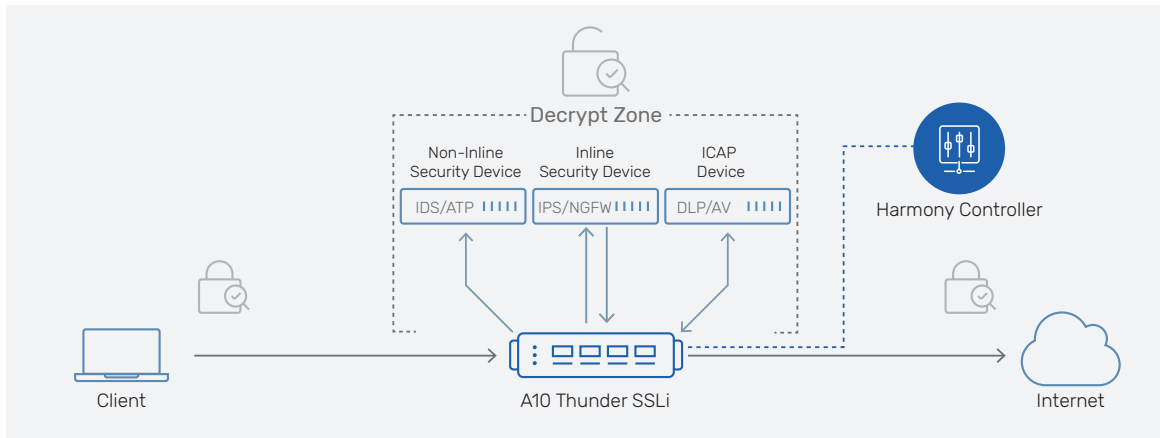 Decrypt Zone
Non-Inline
Security Device
Inline
Security Device
ICAP
Device
IDS/ATP
IPS/NGFW
DLP/AV
Harmony Controller
Client
A10 Thunder SSLi
Internet